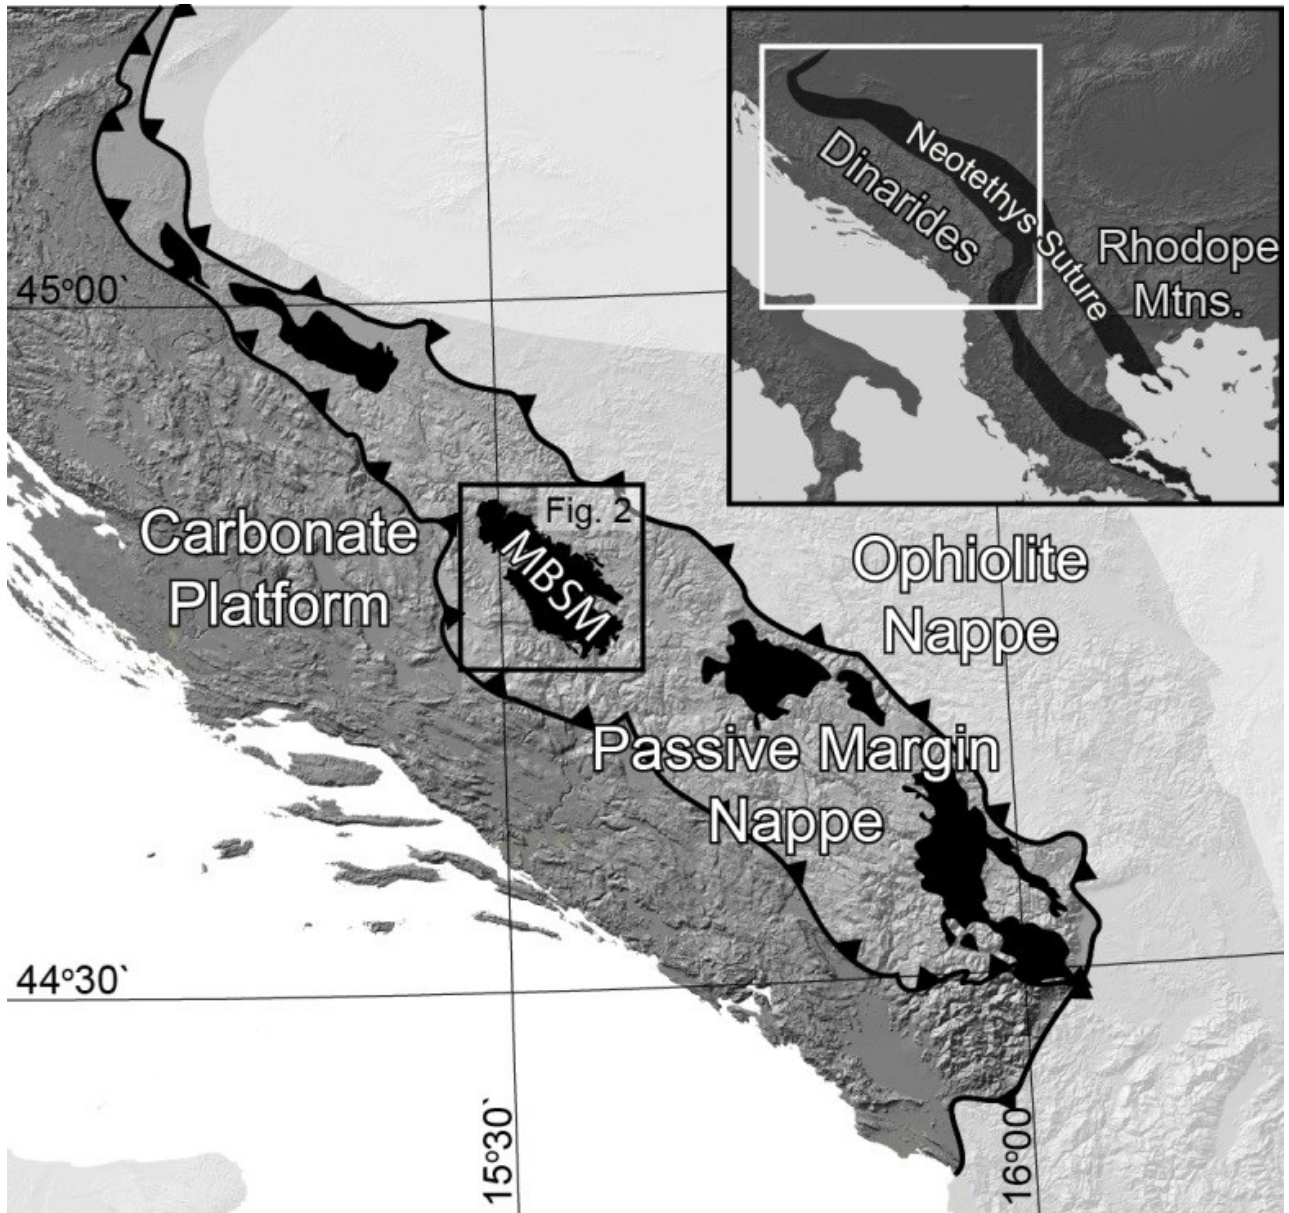 Neotethys Suture
Dinarides
Rhodope
Mtns.
45°00`
Fig. 2
MBSM
Carbonate
Platform
Ophiolite
Nappe
Passive Margin
Nappe
44°30`
15°30`
16°00`